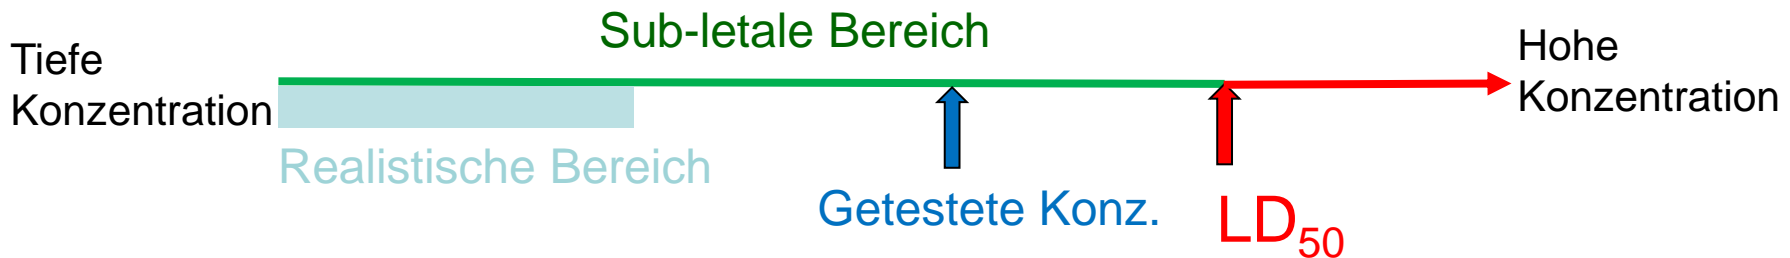 Sub-letale Bereich
Tiefe
Konzentration
Hohe
Konzentration
Realistische Bereich
Getestete Konz.
LD50